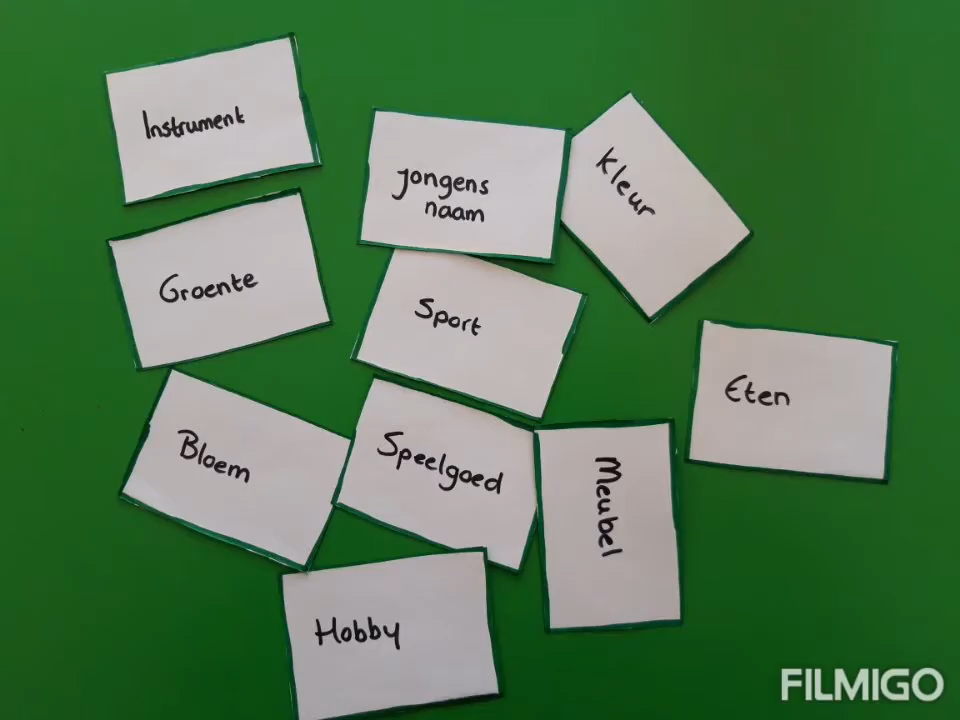 Instrument
Jongens
naam
Kleur
Groente
Sport
Eten
Bloem
Speelgoed
Meubel
Hobby
FILMIGO